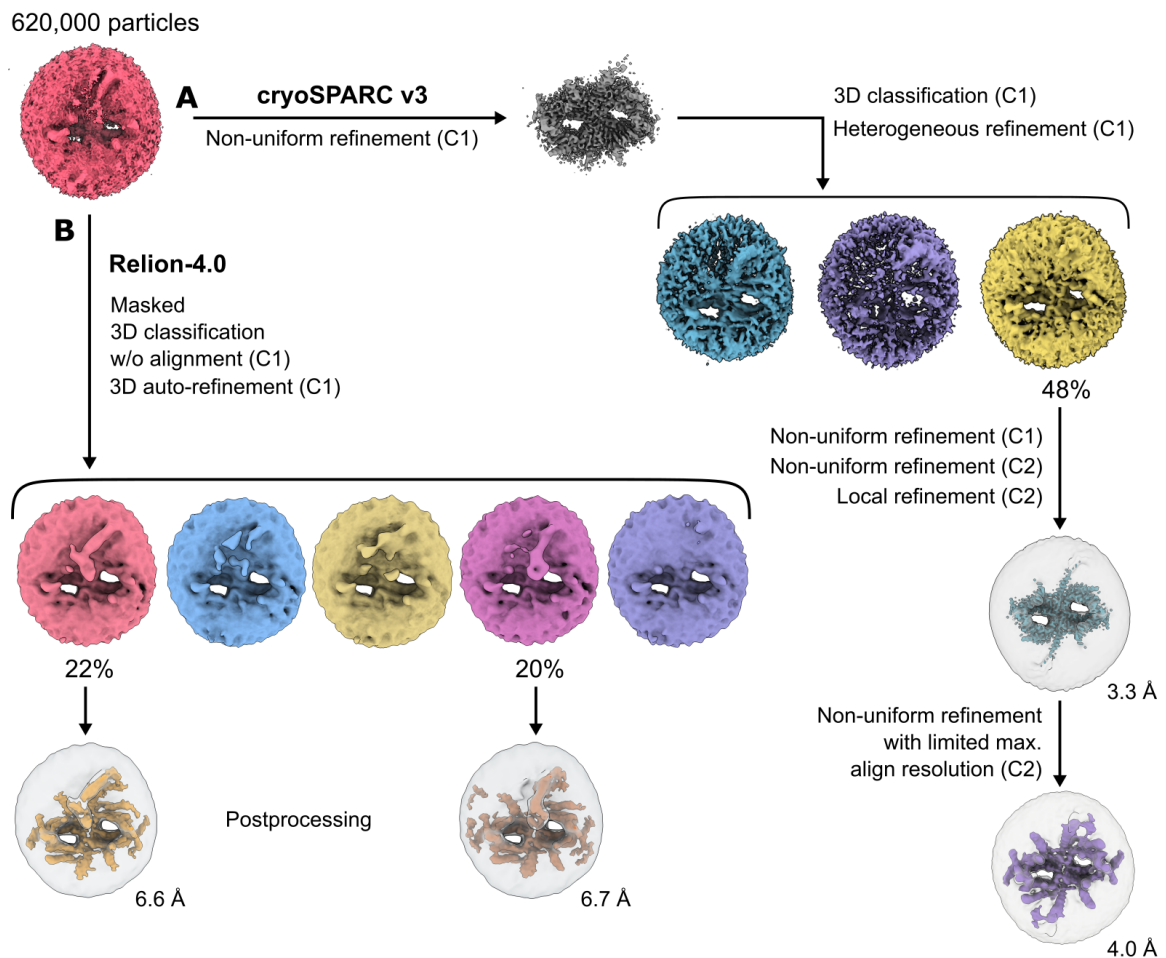 620,000 particles
A
cryoSPARC v3
Non-uniform refinement (C1)
3D classification (C1)
Heterogeneous refinement (C1)
B
Relion-4.0
Masked
3D classification
w/o alignment (C1)
3D auto-refinement (C1)
48%
Non-uniform refinement (C1)
Non-uniform refinement (C2)
Local refinement (C2)
22%
20%
3.3 Å
Non-uniform refinement
with limited max.
align resolution (C2)
Postprocessing
6.6 Å
6.7 Å
4.0 Å